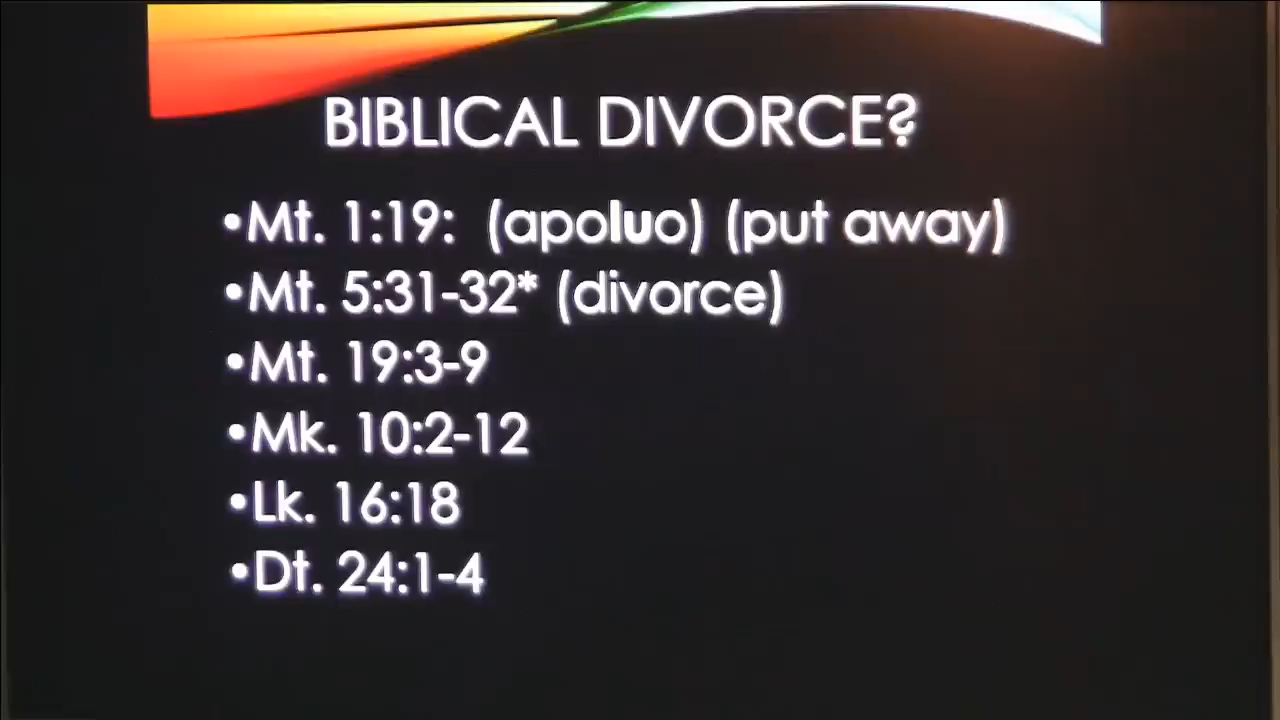 BIBLICAL DIVORCE?
•Mt. 1:19: (apoluo) (put away)
•Mt. 5:31-32* (divorce)
•Mt. 19:3-9
•Mk. 10:2-12
•Lk. 16:18
•Dt. 24:1-4